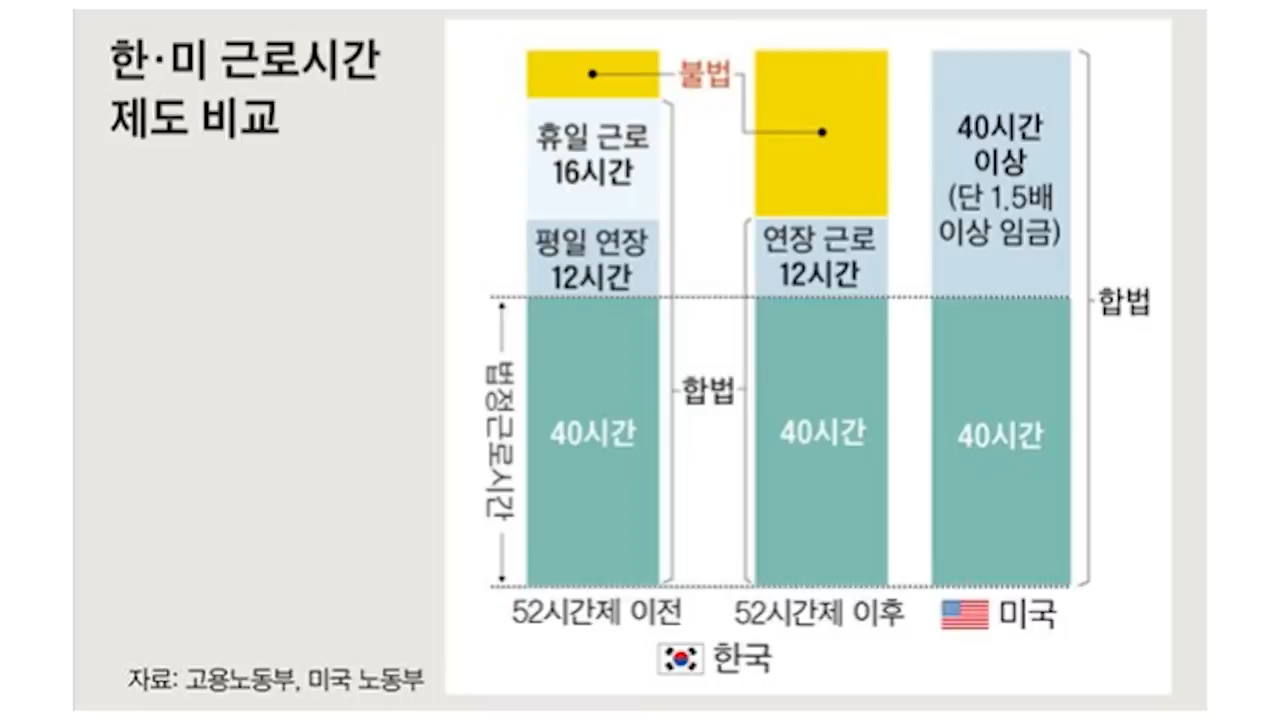 한·미 근로시간
제도 비교
불법
휴일 근로
16시간
평일 연장
12시간
연장 근로
12시간
40시간
이상
(단 1.5배
이상 임금)
합법
합법
법정근로시간
40시간
40시간
40시간
52시간제 이전
52시간제 이후
미국
한국
자료: 고용노동부, 미국 노동부